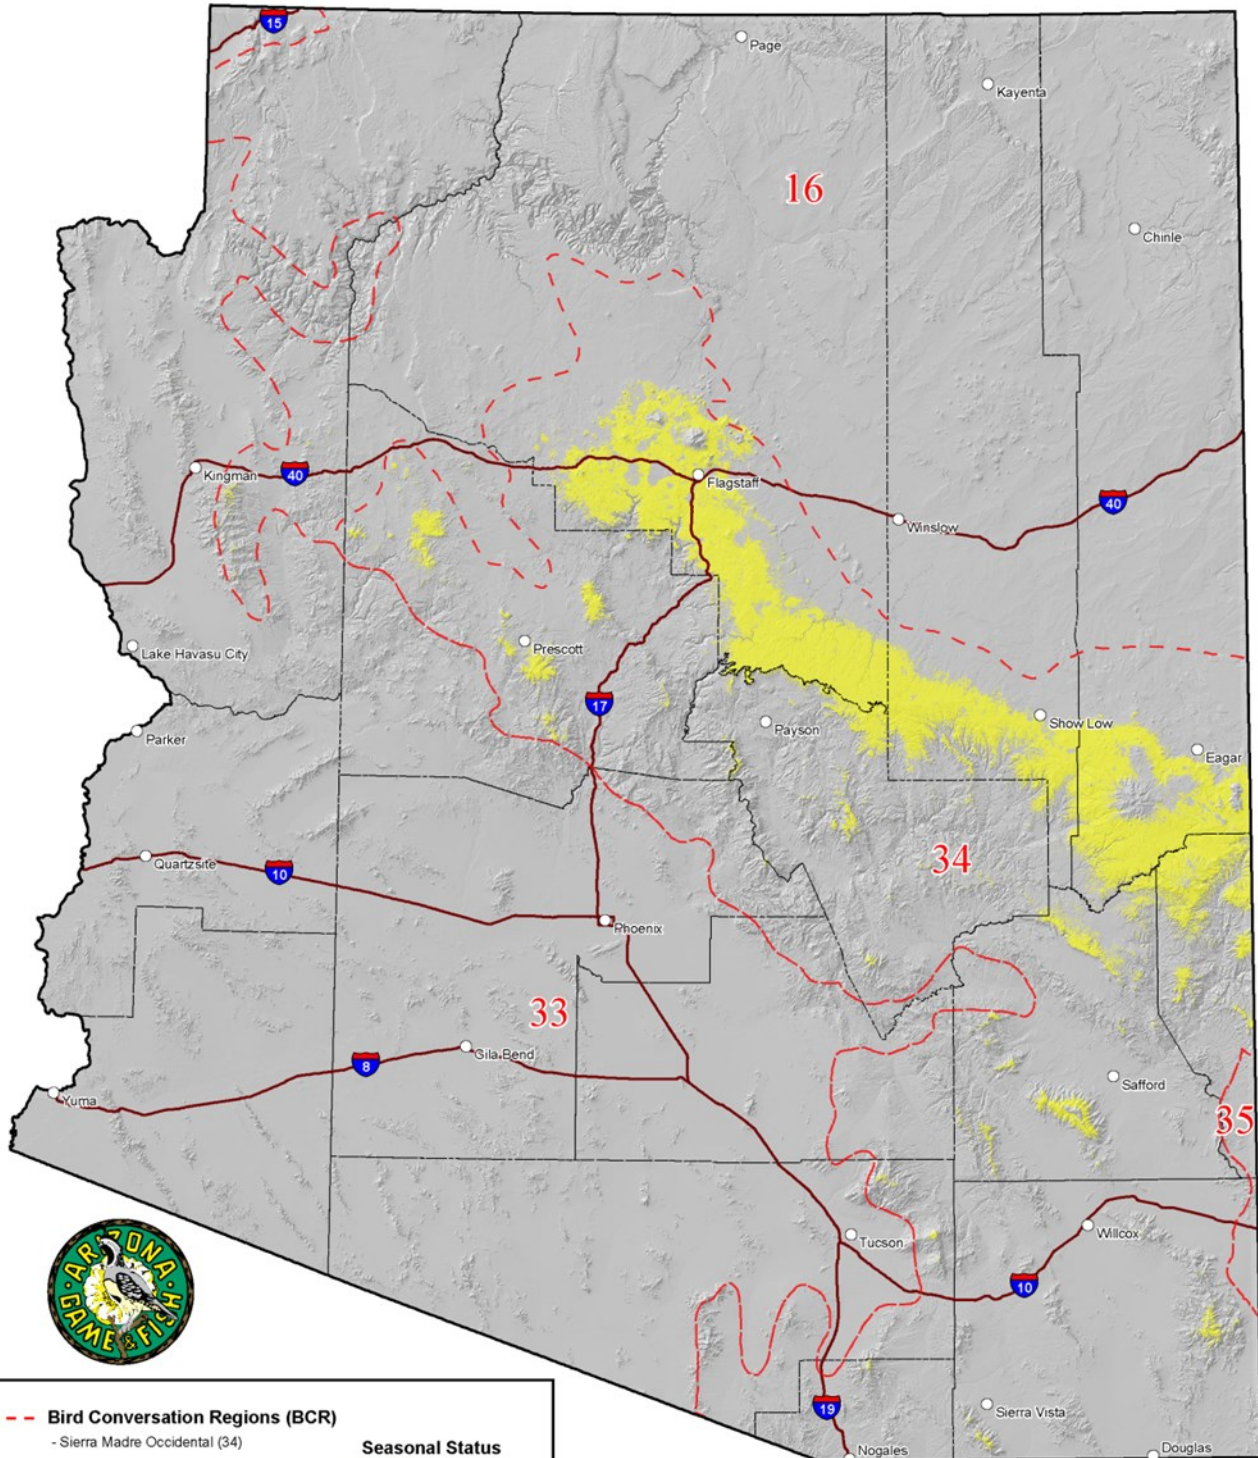 15
Page
Kayenta
16
Chinle
Kingman
40
Flagstaff
40
Winslow
Lake Havasu City
Prescott
17
Parker
Payson
Show Low
Eagar
Quartzsite
10
34
Phoenix
33
Gila Bend
8
Safford
Yuma
35
Tucson
Willcox
10
ARIZONA
GAME & FISH
19
Sierra Vista
Nogales
Douglas
Bird Conversation Regions (BCR)
- Sierra Madre Occidental (34)
Seasonal Status